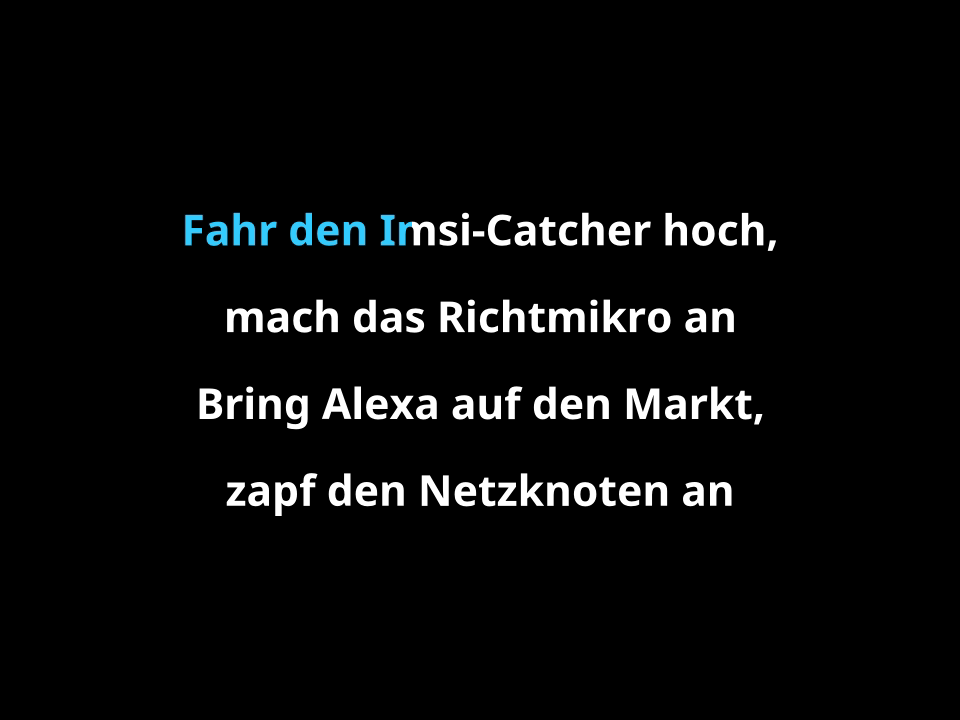 Fahr den Imsi-Catcher hoch,
mach das Richtmikro an
Bring Alexa auf den Markt,
zapf den Netzknoten an